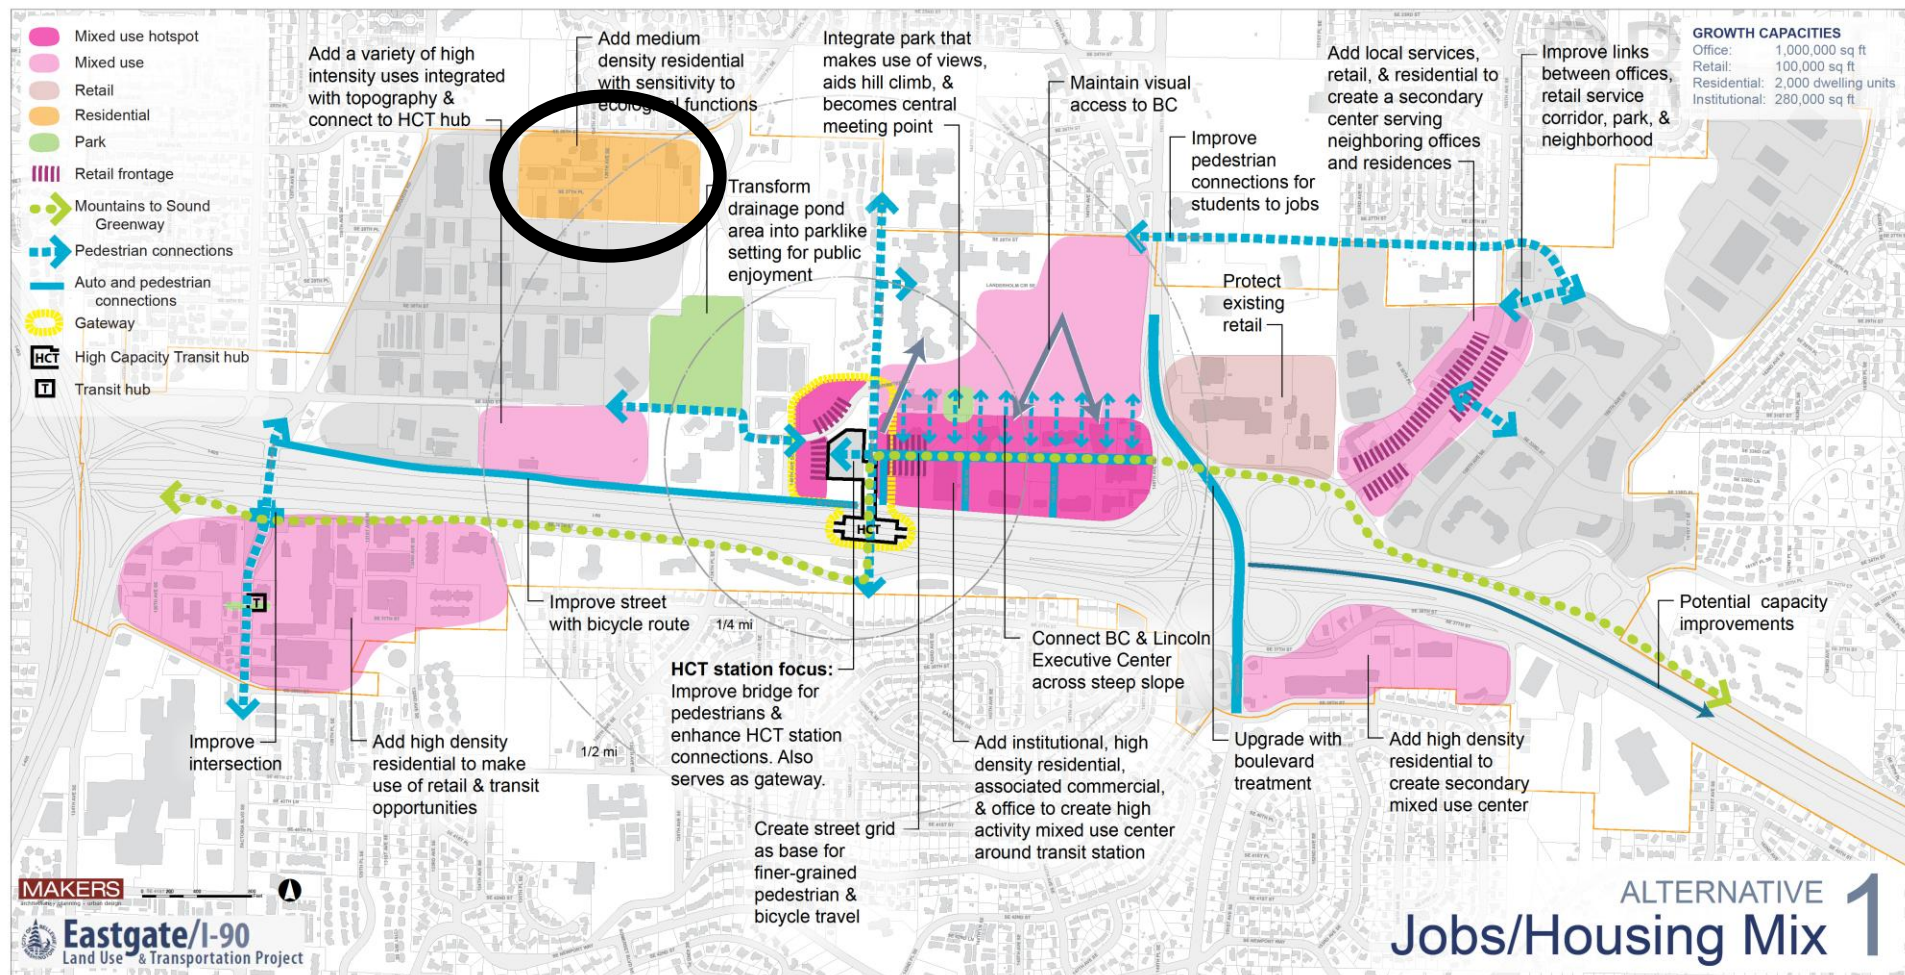 Mixed use hotspot
Mixed use
Retail
Residential
Park
Retail frontage
Mountains to Sound
Greenway
Pedestrian connections
Auto and pedestrian
connections
Gateway
HCT High Capacity Transit hub
T Transit hub
Add a variety of high
intensity uses integrated
with topography &
connect to HCT hub
Add medium
density residential
with sensitivity to
ecological functions
Integrate park that
makes use of views,
aids hill climb, &
becomes central
meeting point
Maintain visual
access to BC
Improve
pedestrian
connections for
students to jobs
Add local services,
retail, & residential to
create a secondary
center serving
neighboring offices
and residences
Improve links
between offices,
retail service
corridor, park, &
neighborhood
GROWTH CAPACITIES
Office: 1,000,000 sq ft
Retail: 100,000 sq ft
Residential: 2,000 dwelling units
Institutional: 280,000 sq ft
Transform
drainage pond
area into parklike
setting for public
enjoyment
Protect
existing
retail
HCT
T
Improve street
with bicycle route
1/4 mi
1/2 mi
HCT station focus:
Improve bridge for
pedestrians &
enhance HCT station
connections. Also
serves as gateway.
Connect BC & Lincoln
Executive Center
across steep slope
Potential capacity
improvements
Improve
intersection
Add high density
residential to make
use of retail & transit
opportunities
Create street grid
as base for
finer-grained
pedestrian &
bicycle travel
Add institutional, high
density residential,
associated commercial,
& office to create high
activity mixed use center
around transit station
Upgrade with
boulevard
treatment
Add high density
residential to
create secondary
mixed use center
MAKERS
Eastgate/I-90
Land Use & Transportation Project
ALTERNATIVE 1
Jobs/Housing Mix